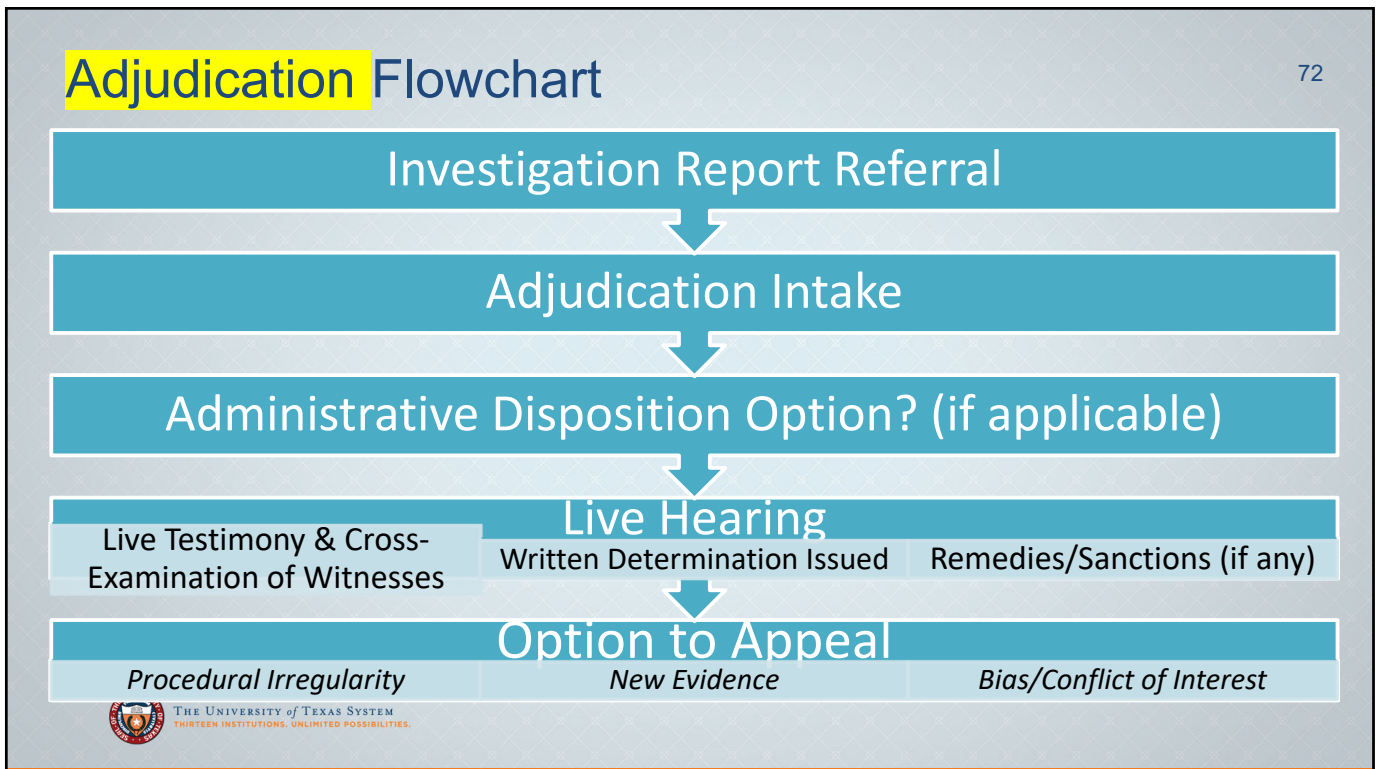 Adjudication Flowchart
72
Investigation Report Referral
Adjudication Intake
Administrative Disposition Option? (if applicable)
Live Hearing
Live Testimony & Cross-
Examination of Witnesses
Written Determination Issued
Remedies/Sanctions (if any)
Option to Appeal
Procedural Irregularity
New Evidence
Bias/Conflict of Interest
THE UNIVERSITY of TEXAS SYSTEM
THIRTEEN INSTITUTIONS. UNLIMITED POSSIBILITIES.